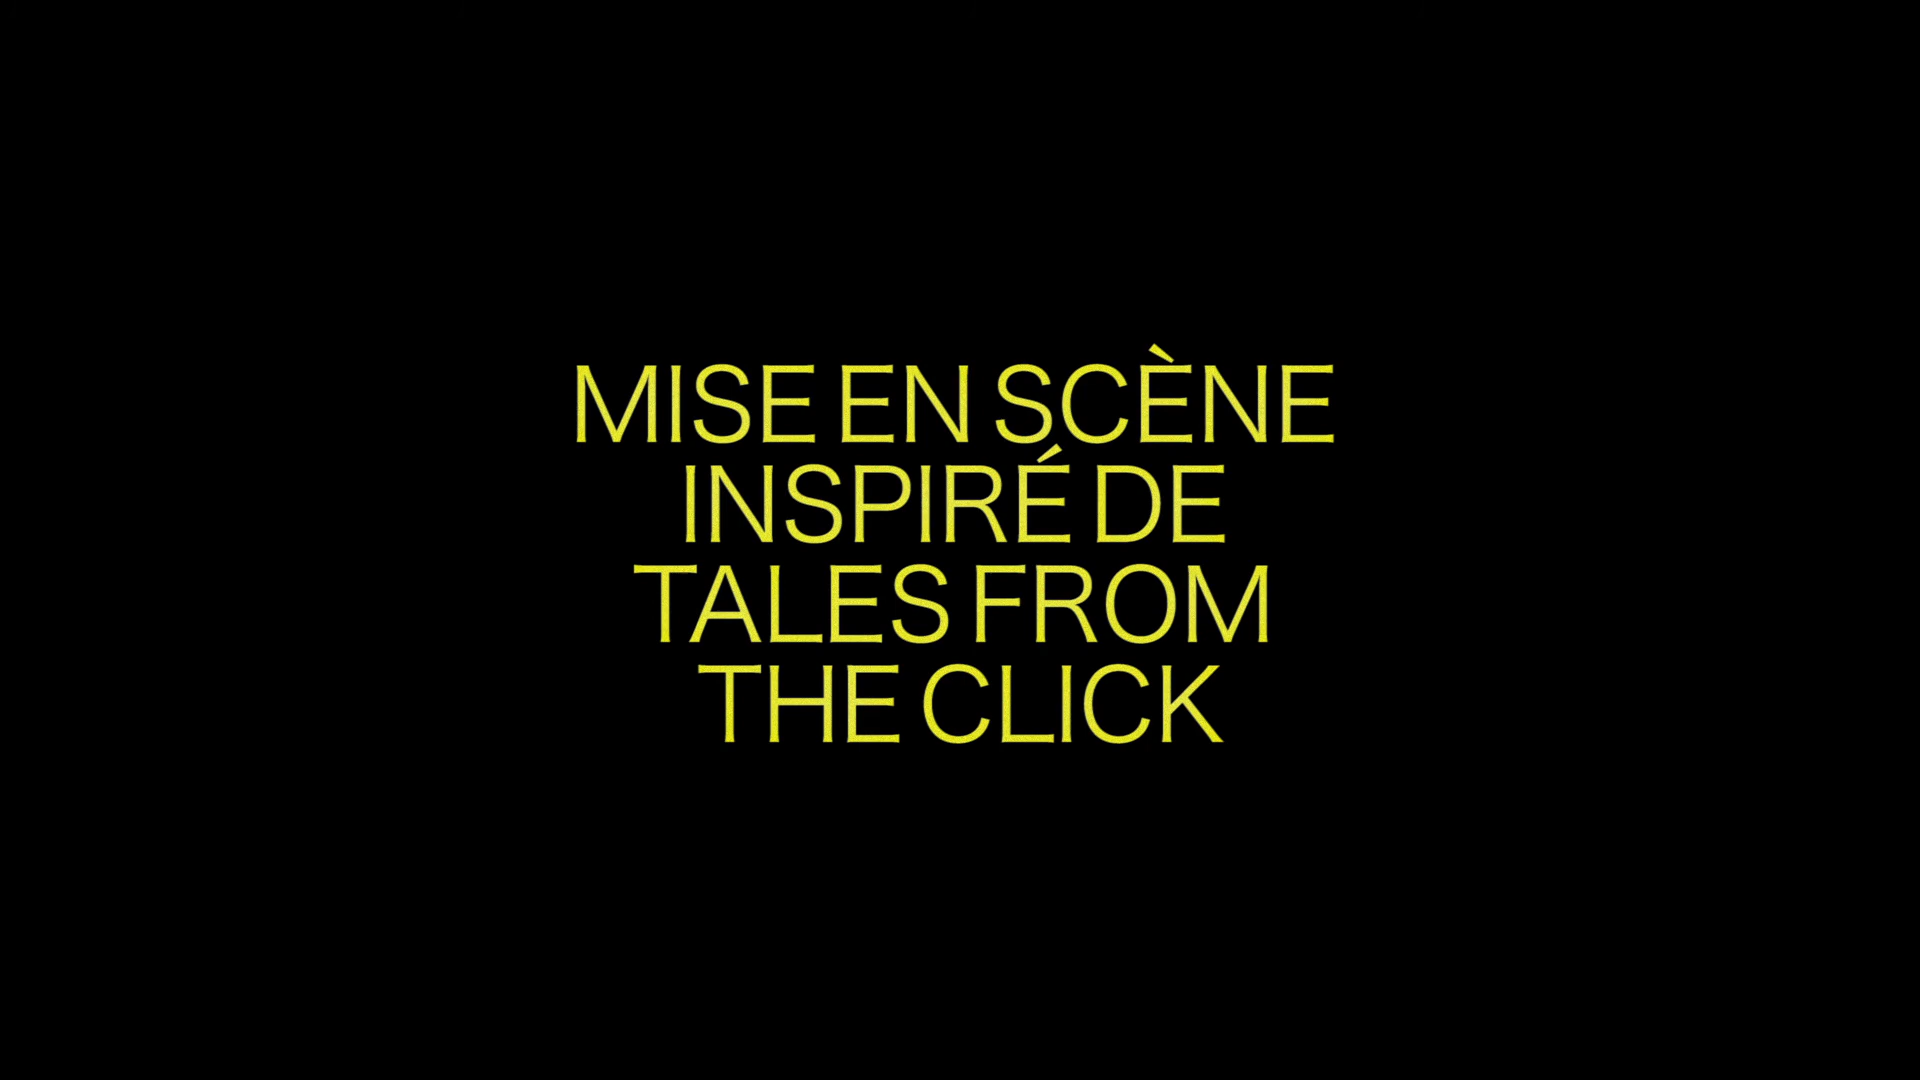 MISE EN SCÈNE
INSPIRÉ DE
TALES FROM
THE CLICK